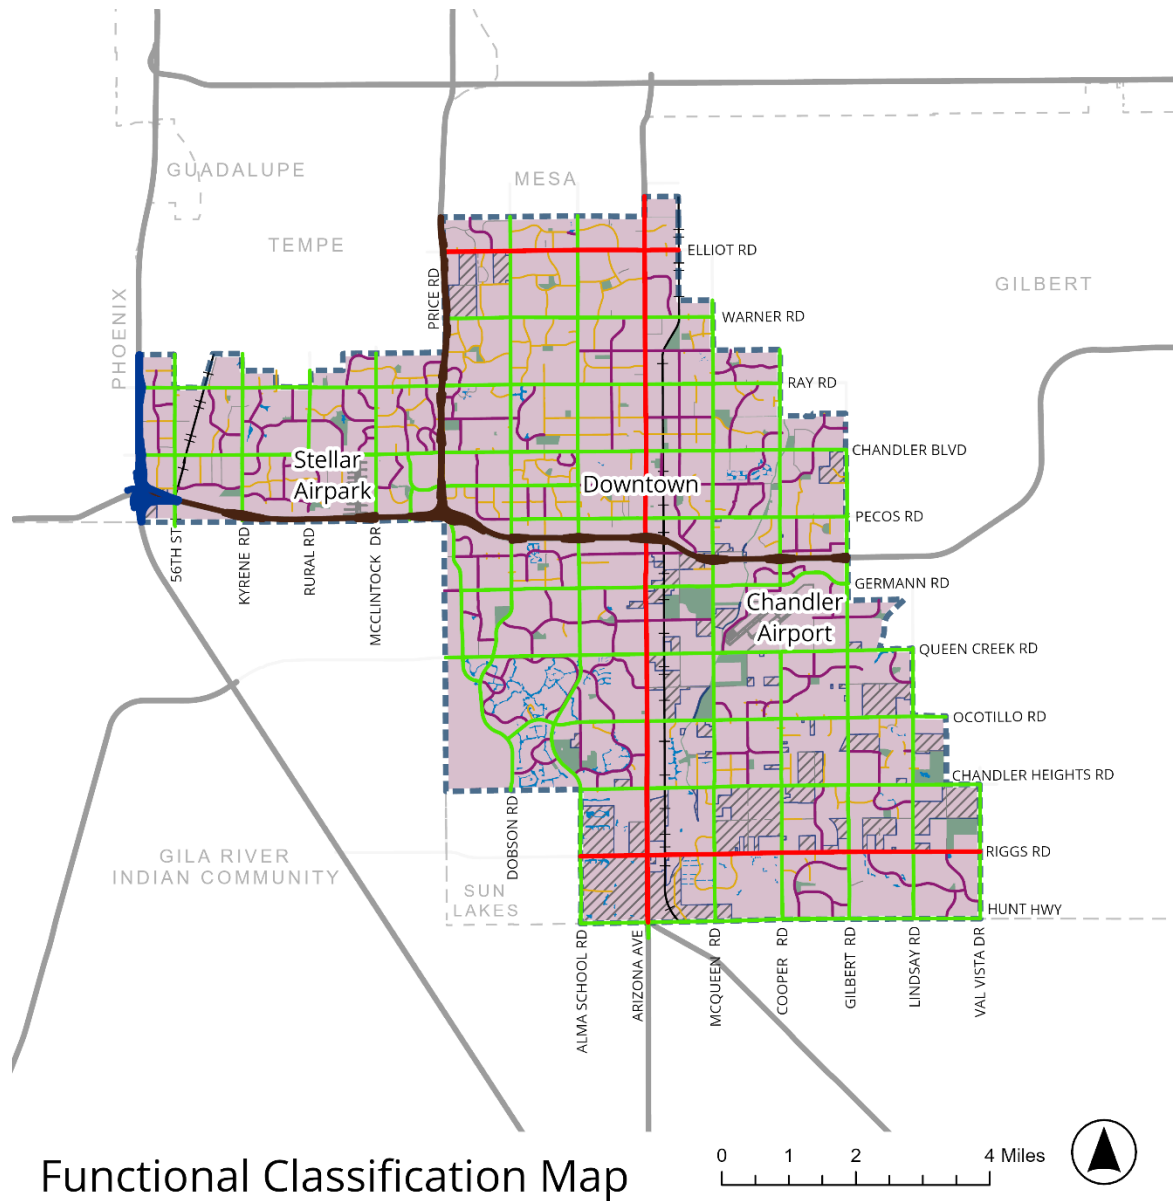 GUADALUPE
MESA
TEMPE
ELLIOT RD
PRICE RD
GILBERT
PHOENIX
WARNER RD
RAY RD
CHANDLER BLVD
Stellar
Airpark
Downtown
PECOS RD
56TH ST
KYRENE RD
RURAL RD
MCCLINTOCK DR
GERMANN RD
Chandler
Airport
QUEEN CREEK RD
OCOTILLO RD
CHANDLER HEIGHTS RD
DOBSON RD
RIGGS RD
GILA RIVER
INDIAN COMMUNITY
SUN
LAKES
HUNT HWY
ALMA SCHOOL RD
ARIZONA AVE
MCQUEEN RD
COOPER RD
GILBERT RD
LINDSAY RD
VAL VISTA DR
Functional Classification Map
0 1 2 4 Miles